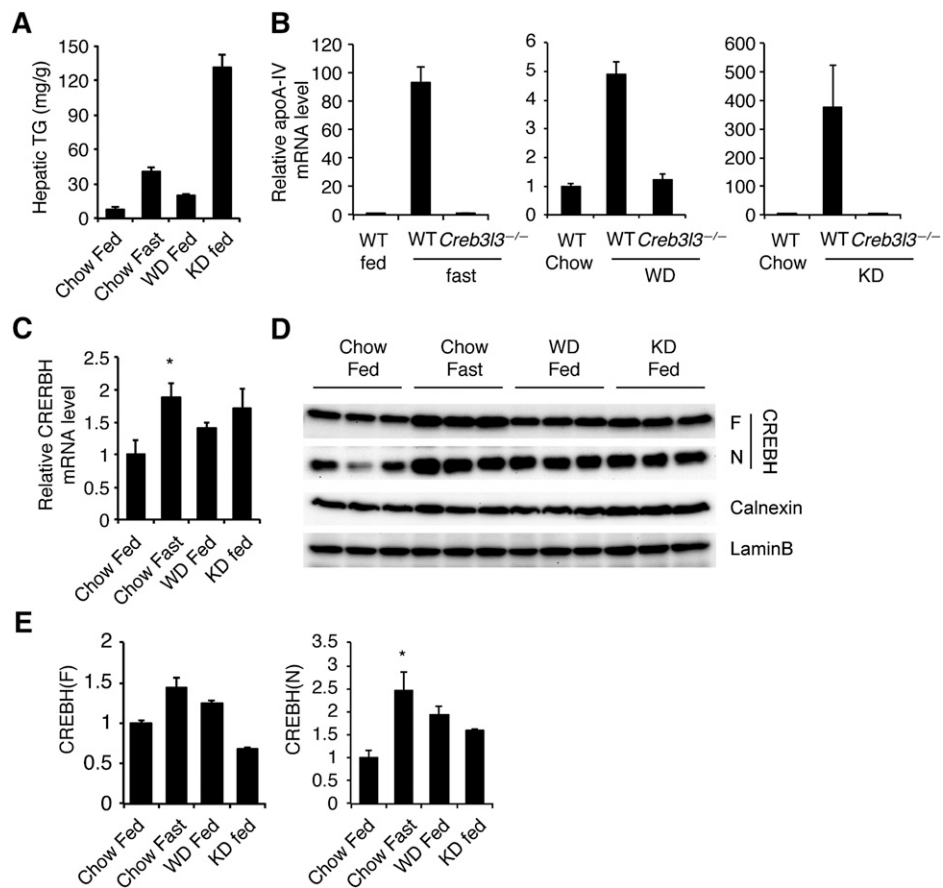 A
Hepatic TG (mg/g)
150
120
90
60
30
0
Chow Fed
Chow Fast
WD Fed
KD fed
B
Relative apoA-IV
mRNA level
120
100
80
60
40
20
0
WT
fed
WT Creb3l3–/–
fast
6
5
4
3
2
1
0
WT
Chow
WT Creb3l3–/–
WD
600
500
400
300
200
100
0
WT
Chow
WT Creb3l3–/–
KD
C
Relative CRERBH
mRNA level
2.5
2
1.5
1
0.5
0
*
Chow Fed
Chow Fast
WD Fed
KD fed
D
Chow
Fed
Chow
Fast
WD
Fed
KD
Fed
F
N
CREBH
Calnexin
LaminB
E
CREBH(F)
2
1.5
1
0.5
0
Chow Fed
Chow Fast
WD Fed
KD fed
CREBH(N)
3.5
3
2.5
2
1.5
1
0.5
0
*
Chow Fed
Chow Fast
WD Fed
KD fed